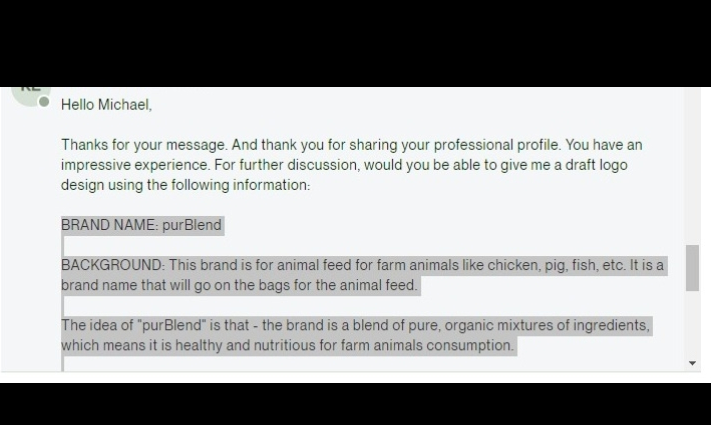 Hello Michael,
Thanks for your message. And thank you for sharing your professional profile. You have an
impressive experience. For further discussion, would you be able to give me a draft logo
design using the following information:
BRAND NAME: purBlend
BACKGROUND: This brand is for animal feed for farm animals like chicken, pig, fish, etc. It is a
brand name that will go on the bags for the animal feed.
The idea of "purBlend" is that - the brand is a blend of pure, organic mixtures of ingredients,
which means it is healthy and nutritious for farm animals consumption.